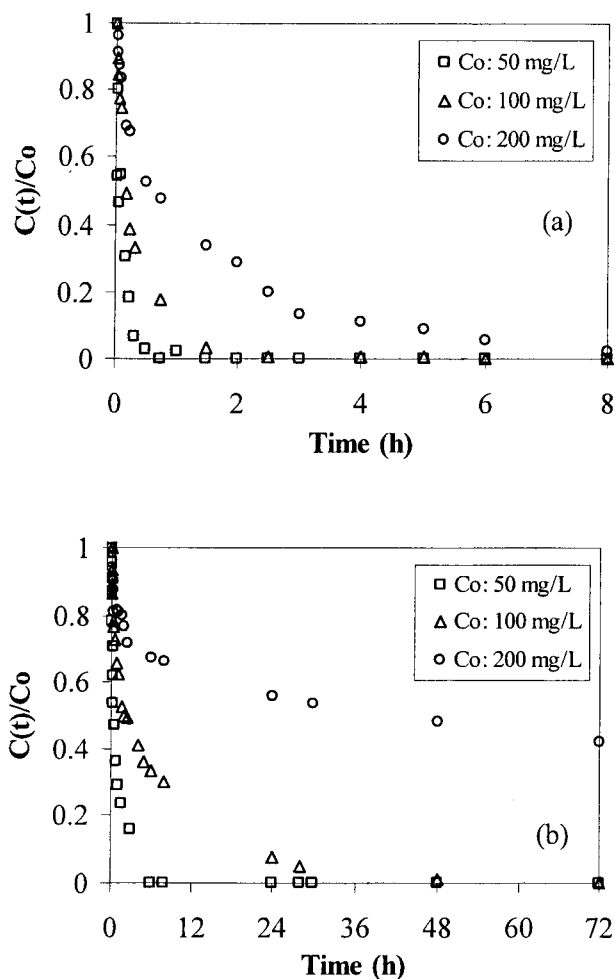 1
0.8
0.6
0.4
0.2
0
C(t)/Co
Co: 50 mg/L
Co: 100 mg/L
Co: 200 mg/L
(a)
0 2 4 6 8
Time (h)
1
0.8
0.6
0.4
0.2
0
C(t)/Co
Co: 50 mg/L
Co: 100 mg/L
Co: 200 mg/L
(b)
0 12 24 36 48 60 72
Time (h)